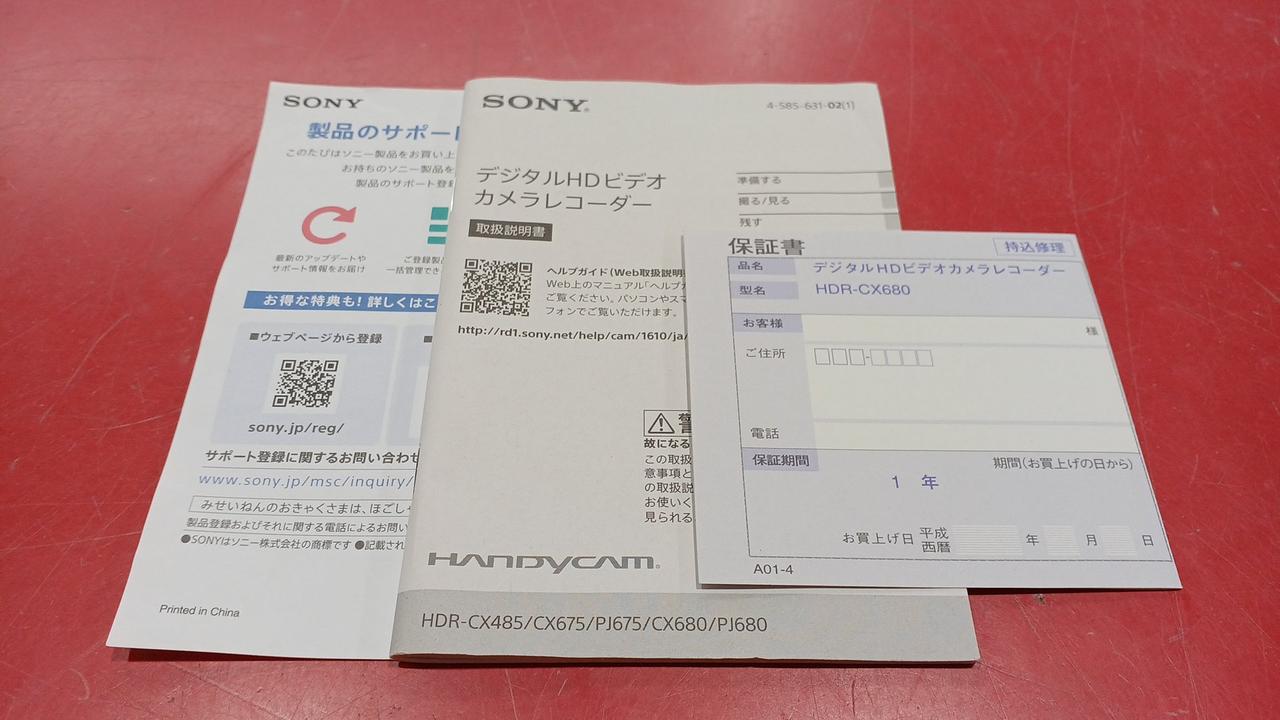 SONY
製品のサポート
このたびはソニー製品をお買い上
お持ちのソニー製品を
製品のサポート登録
最新のアップデートや
サポート情報をお届け
ご登録製品
一括管理でき
お得な特典も! 詳しくはこ
■ウェブページから登録
sony.jp/reg/
サポート登録に関するお問い合わせ
www.sony.jp/msc/inquiry/
みせいねんのおきゃくさまは、ほごし
製品登録およびそれに関する電話によるお問い
●SONYはソニー株式会社の商標です ●記載され
Printed in China
SONY®
4-585-631-02(1)
デジタルHDビデオ
カメラレコーダー
取扱説明書
準備する
撮る/見る
残す
ヘルプガイド(Web取扱説明
Web上のマニュアル「ヘルプガ
ご覧ください。パソコンやスマ
フォンでご覧いただけます。
http://rd1.sony.net/help/cam/1610/ja/
警
故になる
この取扱
意事項と
の取扱説
お使いく
見られる
HANDYCAM®
HDR-CX485/CX675/PJ675/CX680/PJ680
保証書
持込修理
品名 デジタルHDビデオカメラレコーダー
型名 HDR-CX680
お客様 様
ご住所
電話
保証期間 期間(お買上げの日から)
1 年
お買上げ日 平成 西暦 年 月 日
A01-4